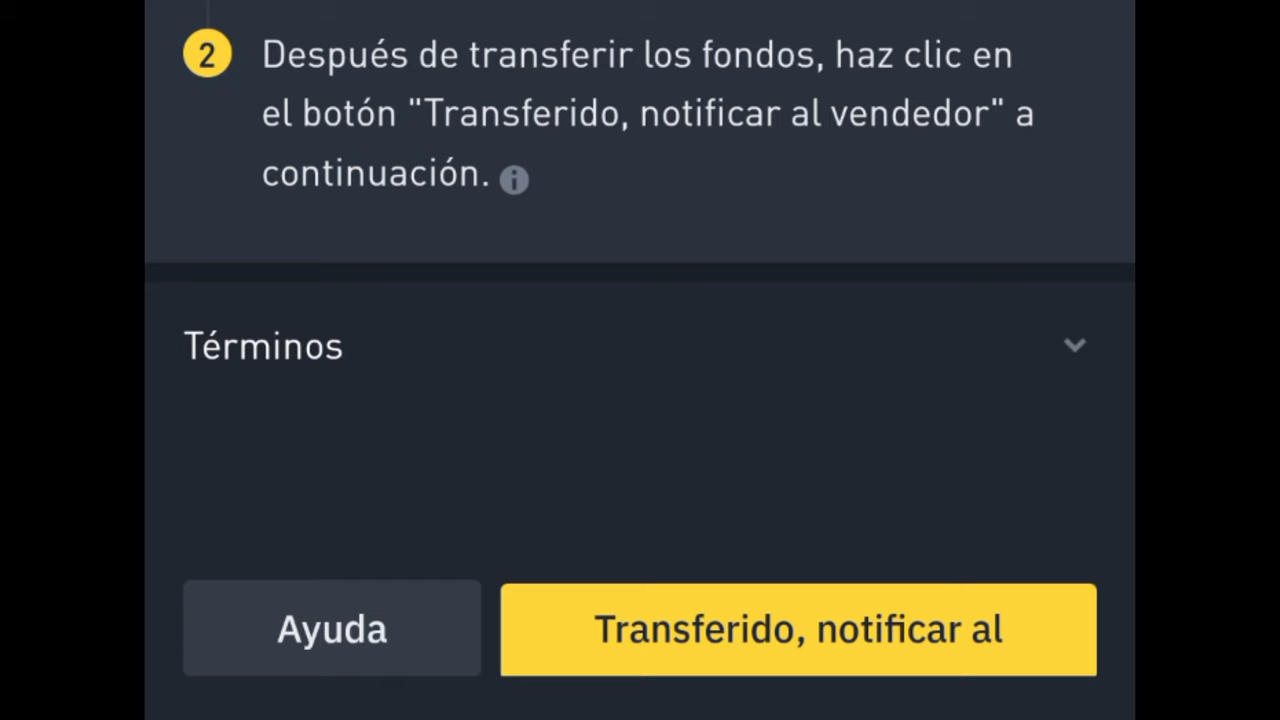 2
Después de transferir los fondos, haz clic en
el botón "Transferido, notificar al vendedor" a
continuación.
Términos
Ayuda
Transferido, notificar al